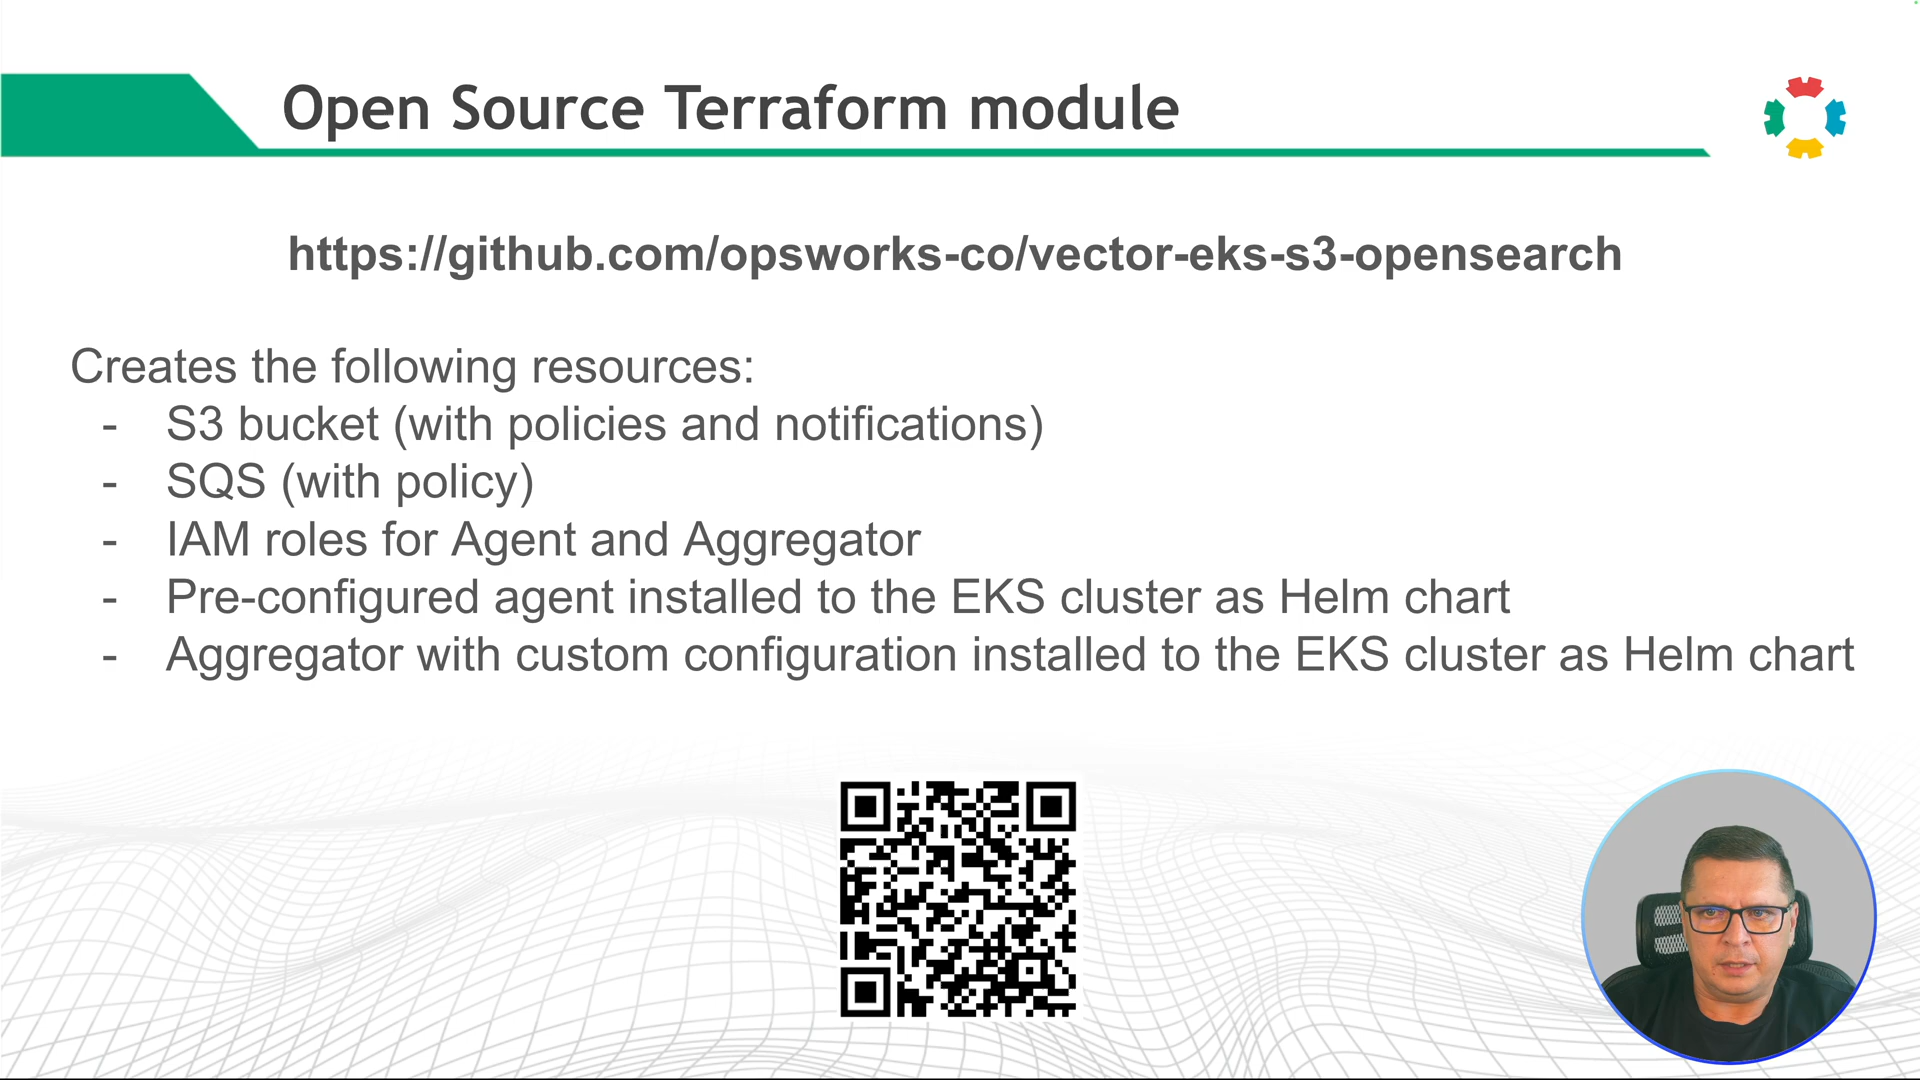 Open Source Terraform module
https://github.com/opsworks-co/vector-eks-s3-opensearch
Creates the following resources:
- S3 bucket (with policies and notifications)
- SQS (with policy)
- IAM roles for Agent and Aggregator
- Pre-configured agent installed to the EKS cluster as Helm chart
- Aggregator with custom configuration installed to the EKS cluster as Helm chart